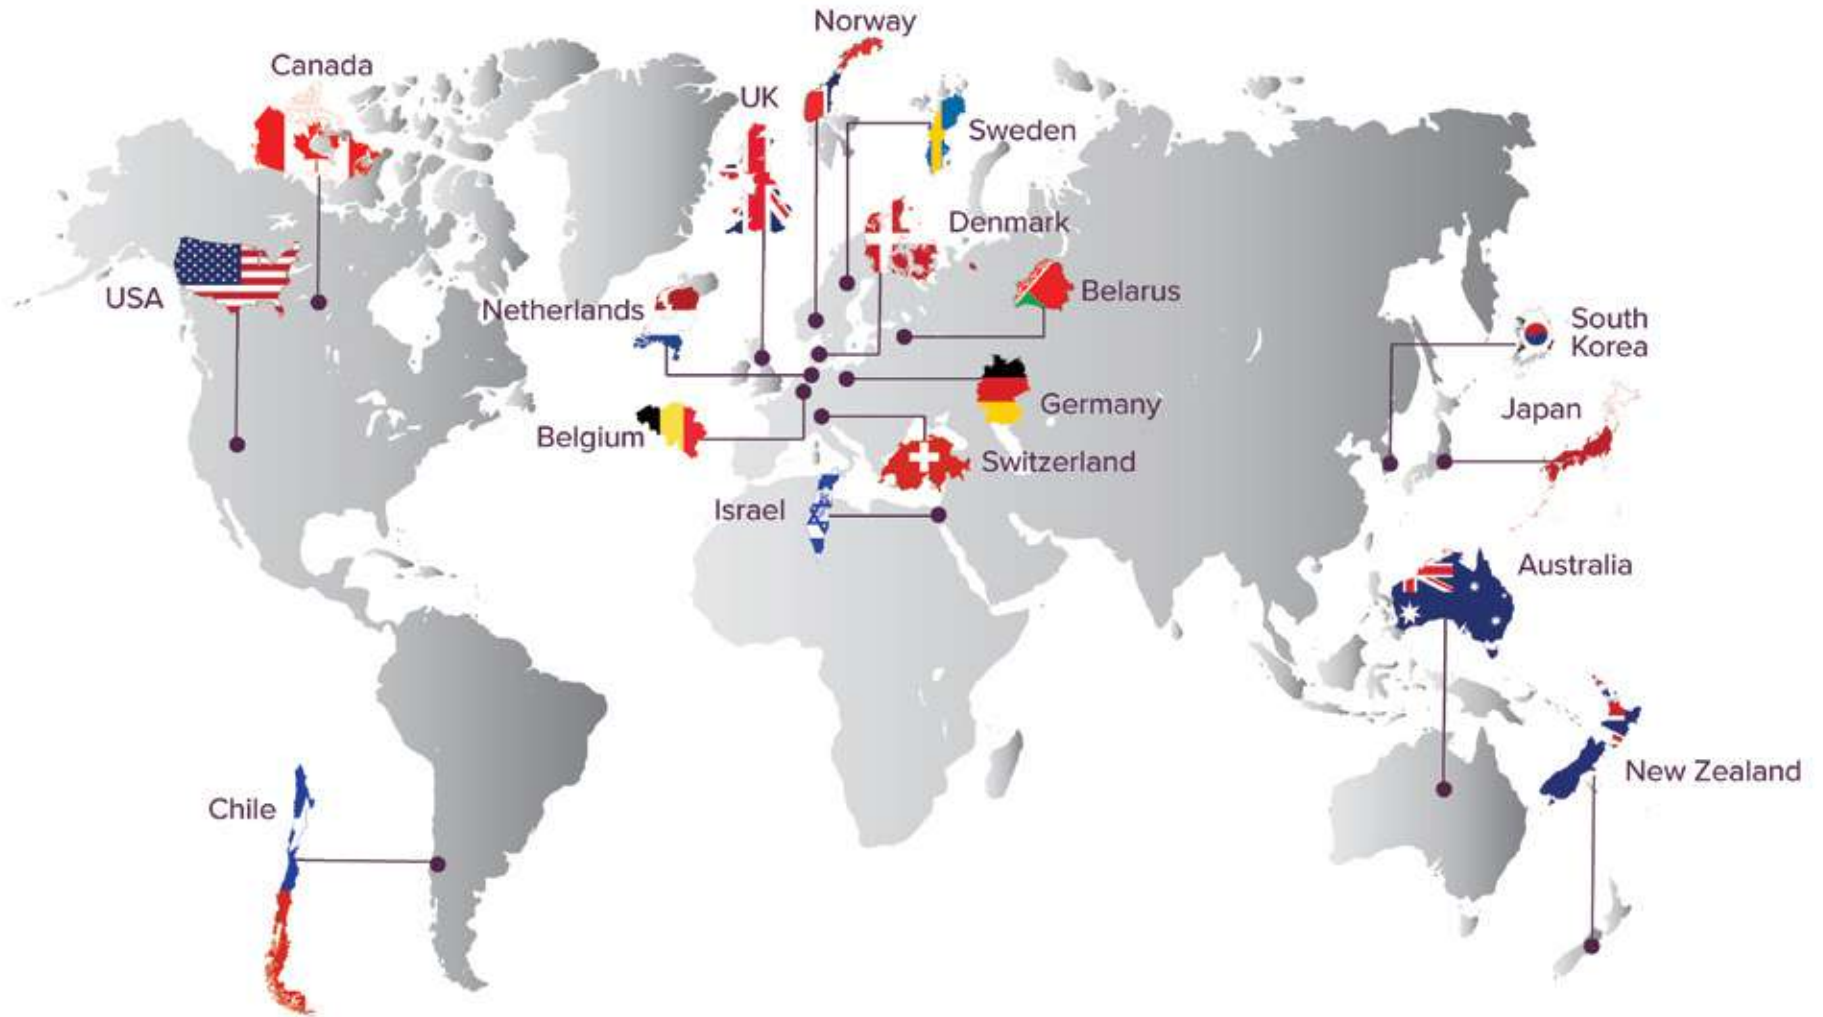 Norway
Canada
UK
Sweden
Denmark
USA
Netherlands
Belarus
South
Korea
Germany
Japan
Belgium
Switzerland
Israel
Australia
New Zealand
Chile